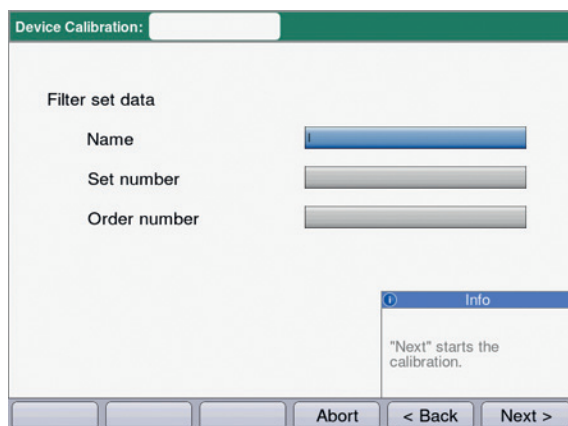 Device Calibration:
Filter set data
Name
Set number
Order number
Info
"Next" starts the
calibration.
Abort
< Back
Next >